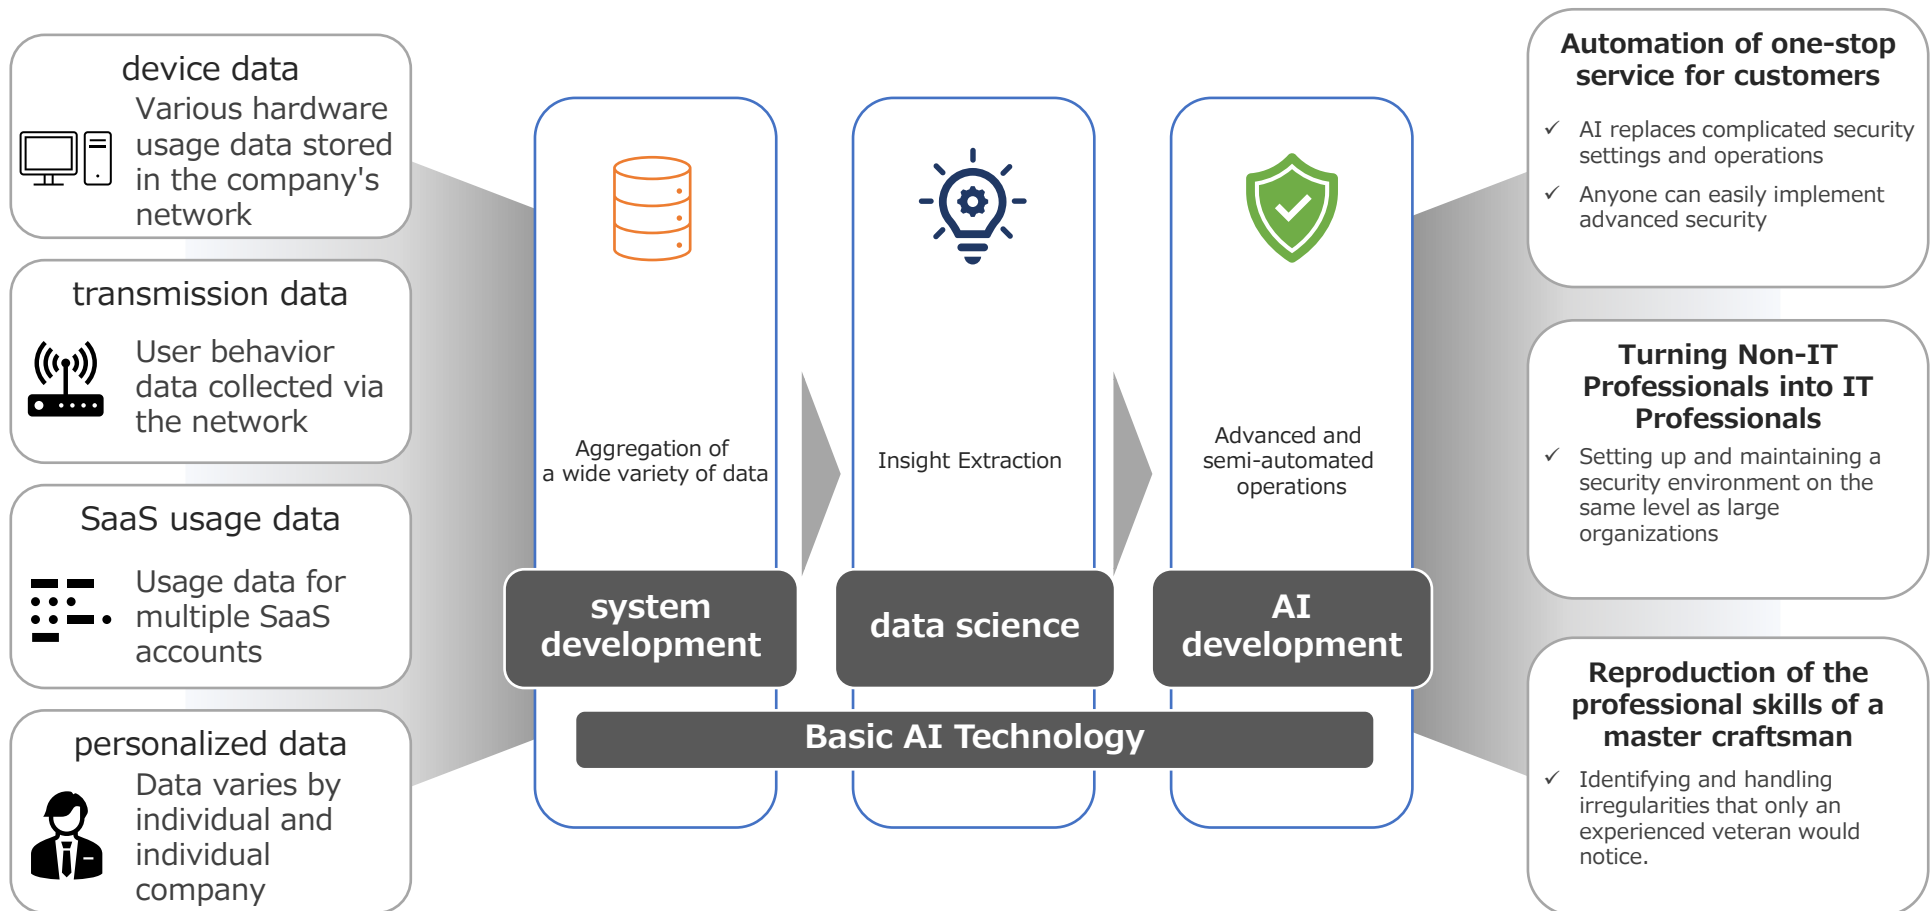 device data
Various hardware
usage data stored
in the company's
network
transmission data
User behavior
data collected via
the network
SaaS usage data
Usage data for
multiple SaaS
accounts
personalized data
Data varies by
individual and
individual
company
Aggregation of
a wide variety of data
system
development
Insight Extraction
data science
Advanced and
semi-automated
operations
AI
development
Basic AI Technology
Automation of one-stop
service for customers
✓ AI replaces complicated security
settings and operations
✓ Anyone can easily implement
advanced security
Turning Non-IT
Professionals into IT
Professionals
✓ Setting up and maintaining a
security environment on the
same level as large
organizations
Reproduction of the
professional skills of a
master craftsman
✓ Identifying and handling
irregularities that only an
experienced veteran would
notice.